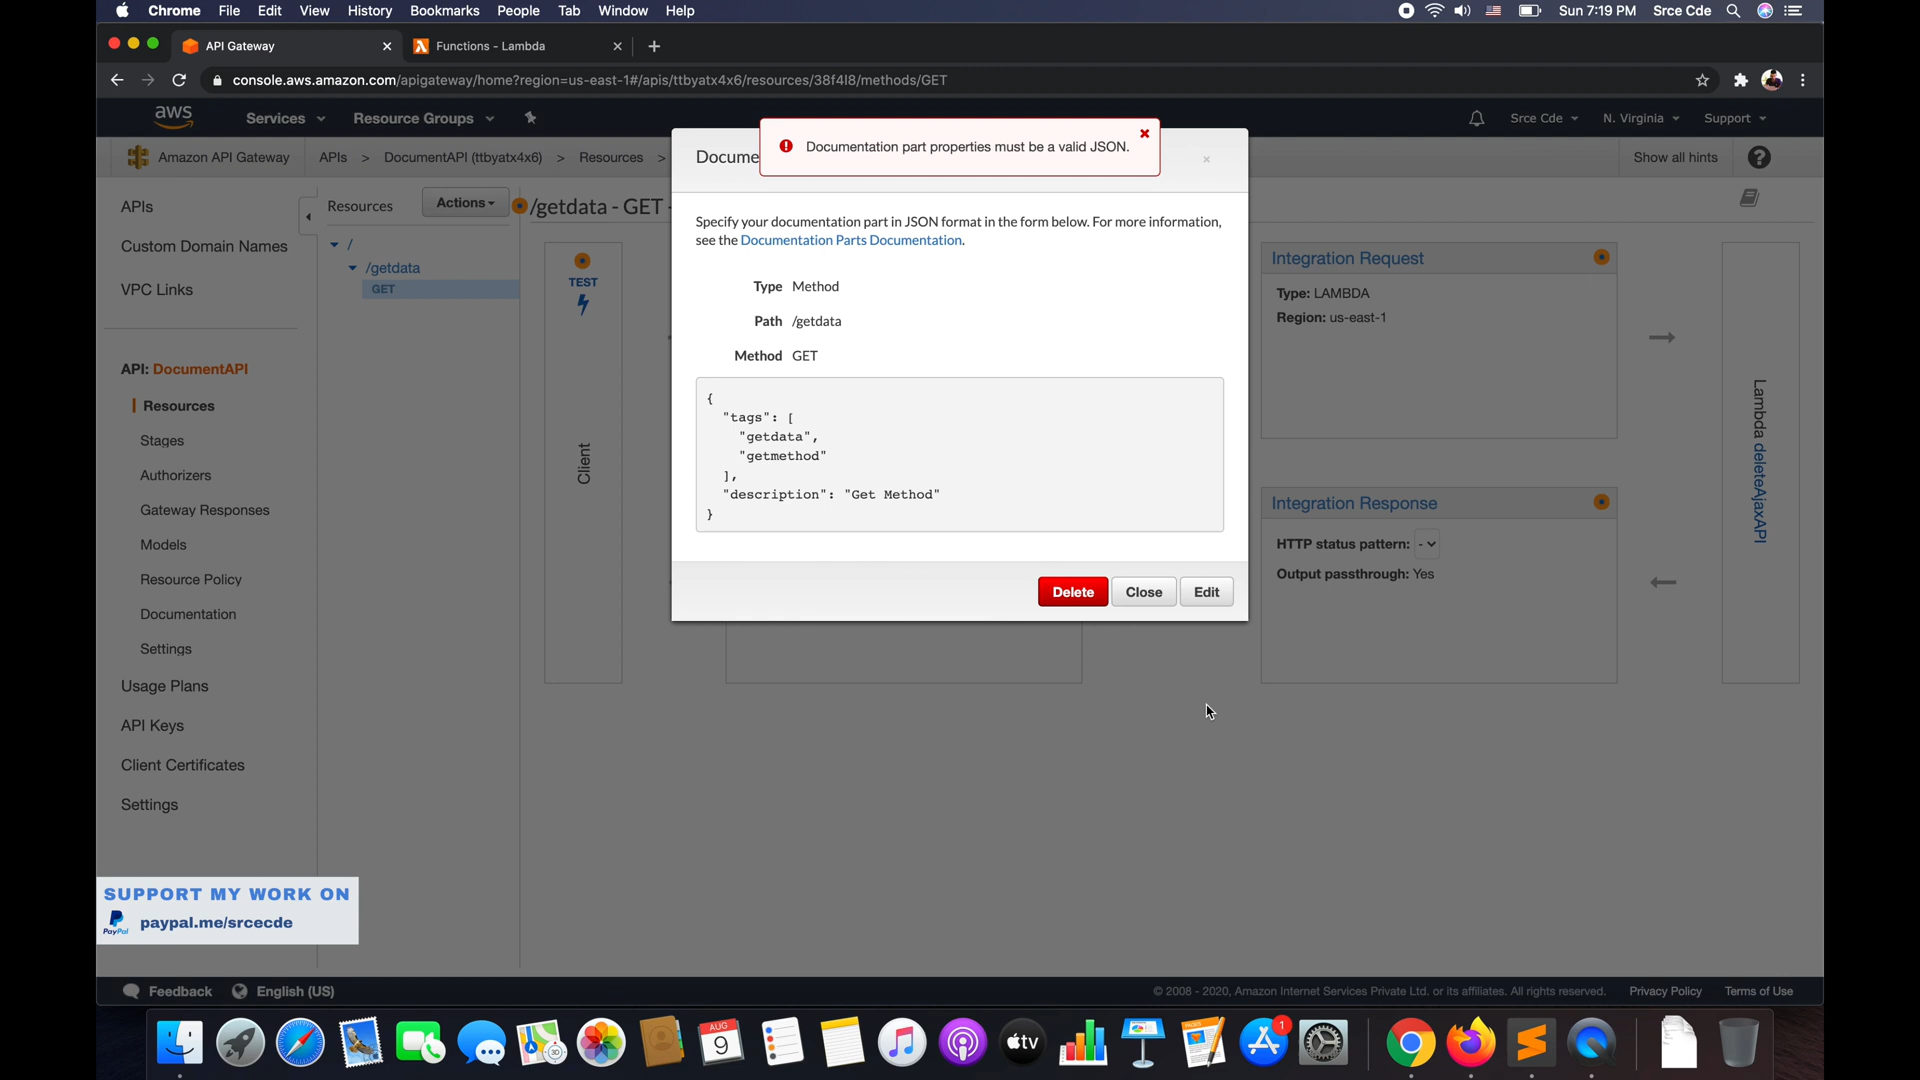 Chrome File Edit View History Bookmarks People Tab Window Help
Sun 7:19 PM Srce Cde
API Gateway
Functions - Lambda
console.aws.amazon.com/apigateway/home?region=us-east-1#/apis/ttbyatx4x6/resources/38f4l8/methods/GET
aws Services Resource Groups
Srce Cde N. Virginia Support
Amazon API Gateway APIs > DocumentAPI (ttbyatx4x6) > Resources >
Show all hints
Docume
Documentation part properties must be a valid JSON.
APIs
Custom Domain Names
VPC Links
API: DocumentAPI
Resources
Stages
Authorizers
Gateway Responses
Models
Resource Policy
Documentation
Settings
Usage Plans
API Keys
Client Certificates
Settings
Resources
Actions
/
/getdata
GET
/getdata - GET -
TEST
Client
Specify your documentation part in JSON format in the form below. For more information,
see the Documentation Parts Documentation.
Type Method
Path /getdata
Method GET
{
"tags": [
"getdata",
"getmethod"
],
"description": "Get Method"
}
Delete Close Edit
Integration Request
Type: LAMBDA
Region: us-east-1
Integration Response
HTTP status pattern: -
Output passthrough: Yes
Lambda deleteAjaxAPI
SUPPORT MY WORK ON
PayPal
paypal.me/srcecde
Feedback English (US)
© 2008 - 2020, Amazon Internet Services Private Ltd. or its affiliates. All rights reserved. Privacy Policy Terms of Use
AUG
9
3D
tv
PAGES
1